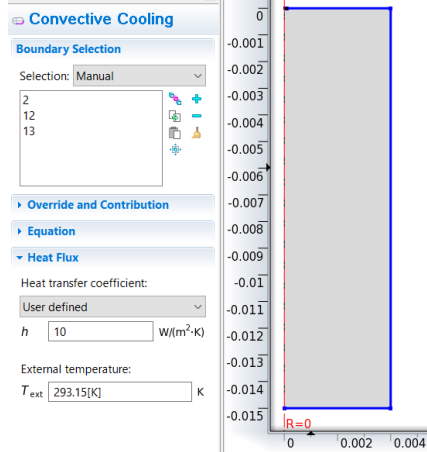 Convective Cooling
Boundary Selection
Selection: Manual
2
12
13
Override and Contribution
Equation
Heat Flux
Heat transfer coefficient:
User defined
h 10 W/(m²·K)
External temperature:
T ext 293.15[K] K
0
-0.001
-0.002
-0.003
-0.004
-0.005
-0.006
-0.007
-0.008
-0.009
-0.01
-0.011
-0.012
-0.013
-0.014
-0.015
R=0
0 0.002 0.004